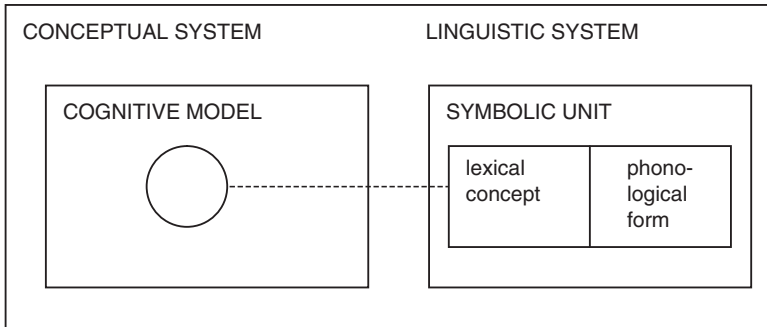 CONCEPTUAL SYSTEM
LINGUISTIC SYSTEM
COGNITIVE MODEL
SYMBOLIC UNIT
lexical
concept
phono-
logical
form